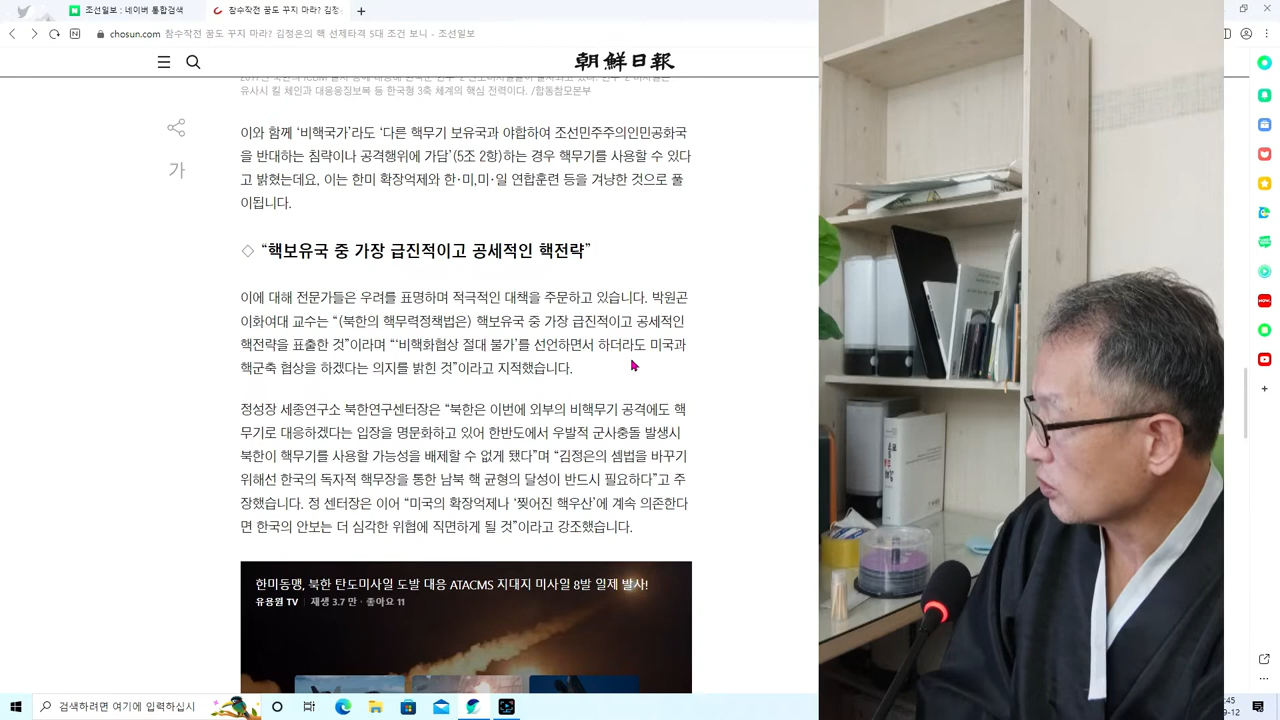 조선일보 : 네이버 통합검색
참수작전 꿈도 꾸지 마라? 김정은
chosun.com 참수작전 꿈도 꾸지 마라? 김정은의 핵 선제타격 5대 조건 보니 - 조선일보
朝鮮日報
유사시 킬 체인과 대응응징보복 등 한국형 3축 체계의 핵심 전력이다. /합동참모본부
이와 함께 ‘비핵국가’라도 ‘다른 핵무기 보유국과 야합하여 조선민주주의인민공화국
을 반대하는 침략이나 공격행위에 가담’(5조 2항)하는 경우 핵무기를 사용할 수 있다
고 밝혔는데요, 이는 한미 확장억제와 한·미,미·일 연합훈련 등을 겨냥한 것으로 풀
이됩니다.
가
◇ “핵보유국 중 가장 급진적이고 공세적인 핵전략”
이에 대해 전문가들은 우려를 표명하며 적극적인 대책을 주문하고 있습니다. 박원곤
이화여대 교수는 “(북한의 핵무력정책법은) 핵보유국 중 가장 급진적이고 공세적인
핵전략을 표출한 것”이라며 “‘비핵화협상 절대 불가’를 선언하면서 하더라도 미국과
핵군축 협상을 하겠다는 의지를 밝힌 것”이라고 지적했습니다.
정성장 세종연구소 북한연구센터장은 “북한은 이번에 외부의 비핵무기 공격에도 핵
무기로 대응하겠다는 입장을 명문화하고 있어 한반도에서 우발적 군사충돌 발생시
북한이 핵무기를 사용할 가능성을 배제할 수 없게 됐다”며 “김정은의 셈법을 바꾸기
위해선 한국의 독자적 핵무장을 통한 남북 핵 균형의 달성이 반드시 필요하다”고 주
장했습니다. 정 센터장은 이어 “미국의 확장억제나 ‘찢어진 핵우산’에 계속 의존한다
면 한국의 안보는 더 심각한 위협에 직면하게 될 것”이라고 강조했습니다.
한미동맹, 북한 탄도미사일 도발 대응 ATACMS 지대지 미사일 8발 일제 발사!
유용원 TV | 재생 3.7 만 · 좋아요 11
검색하려면 여기에 입력하십시
:45
9-12